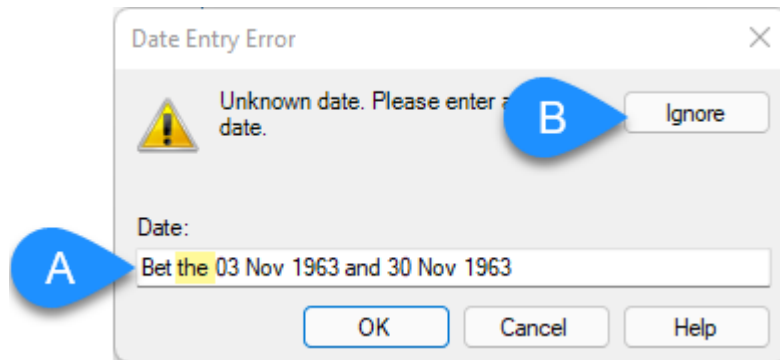 Date Entry Error
Unknown date. Please enter
date.
B
Ignore
Date:
A
Bet the 03 Nov 1963 and 30 Nov 1963
OK Cancel Help